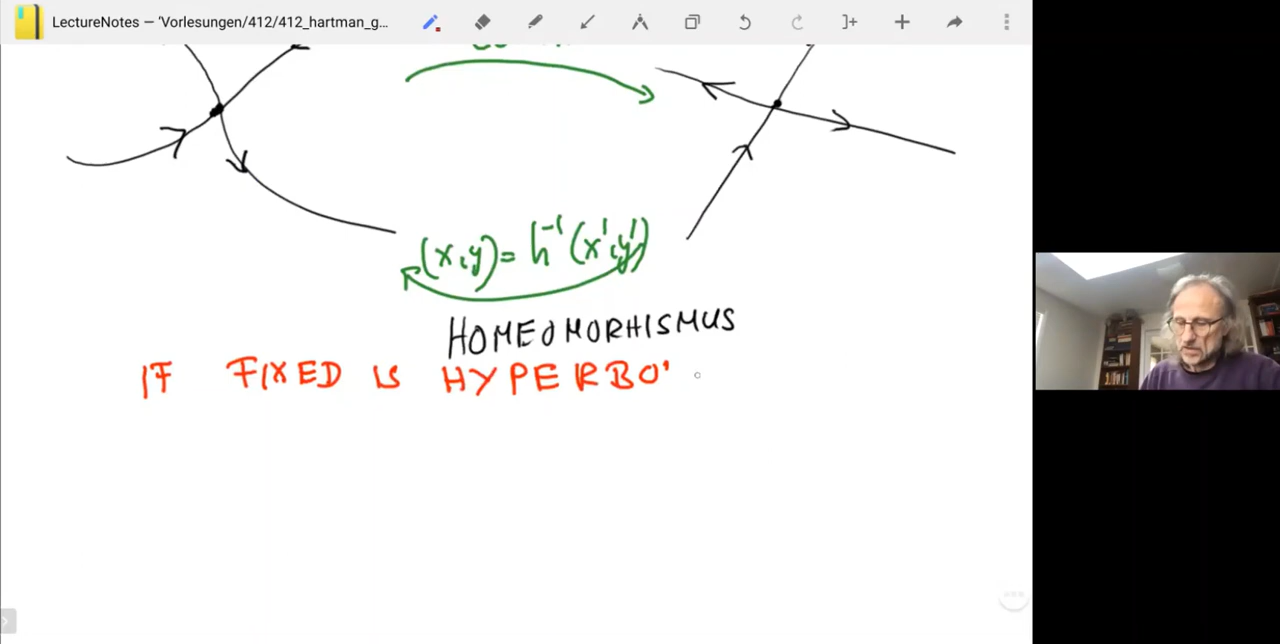 LectureNotes — 'Vorlesungen/412/412_hartman_g...
(x,y) = h⁻¹(x',y')
HOMEOMORHISMUS
IF FIXED IS HYPERBO'